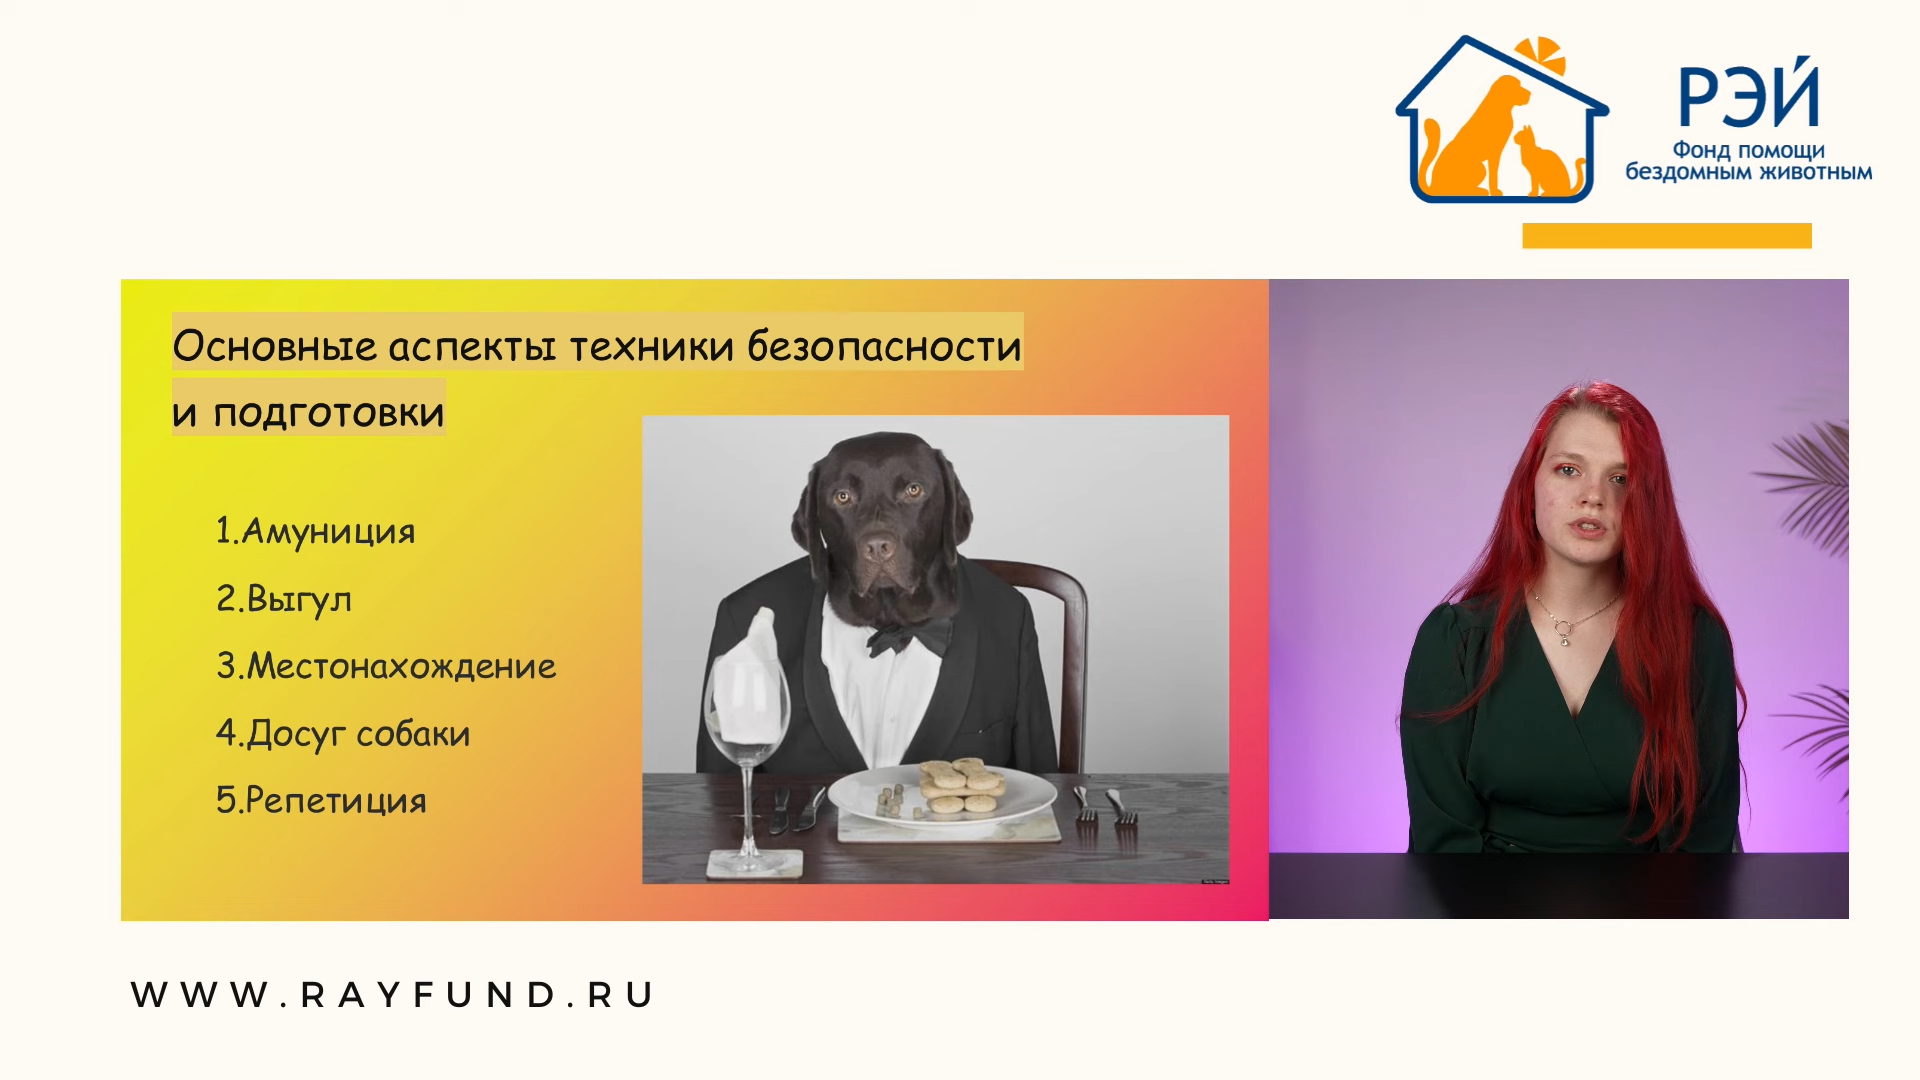 РЭЙ
Фонд помощи
бездомным животным
Основные аспекты техники безопасности
и подготовки
1.Амуниция
2.Выгул
3.Местонахождение
4.Досуг собаки
5.Репетиция
WWW.RAYFUND.RU